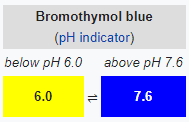 Bromothymol blue
(pH indicator)
below pH 6.0 above pH 7.6
6.0 ⇌ 7.6